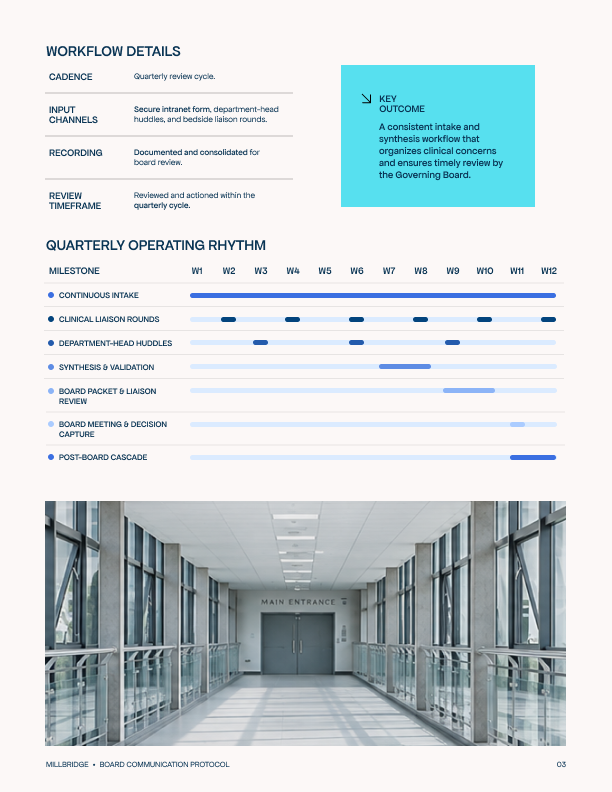 WORKFLOW DETAILS
CADENCE
Quarterly review cycle.
INPUT
CHANNELS
Secure intranet form, department-head
huddles, and bedside liaison rounds.
RECORDING
Documented and consolidated for
board review.
REVIEW
TIMEFRAME
Reviewed and actioned within the
quarterly cycle.
KEY
OUTCOME
A consistent intake and
synthesis workflow that
organizes clinical concerns
and ensures timely review by
the Governing Board.
QUARTERLY OPERATING RHYTHM
MILESTONE W1 W2 W3 W4 W5 W6 W7 W8 W9 W10 W11 W12
CONTINUOUS INTAKE
CLINICAL LIAISON ROUNDS
DEPARTMENT-HEAD HUDDLES
SYNTHESIS & VALIDATION
BOARD PACKET & LIAISON
REVIEW
BOARD MEETING & DECISION
CAPTURE
POST-BOARD CASCADE
MAIN ENTRANCE
MILLBRIDGE • BOARD COMMUNICATION PROTOCOL 03